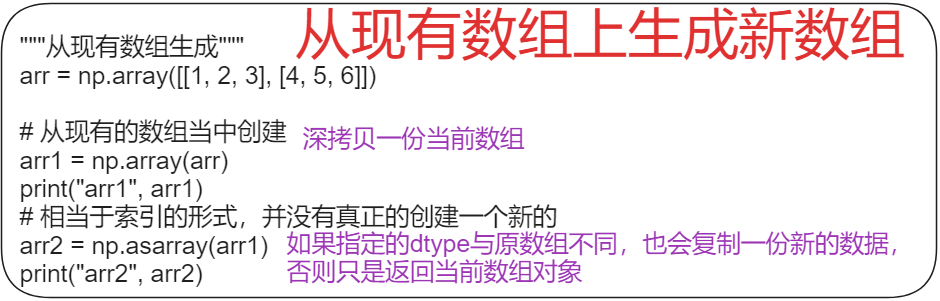 从现有数组上生成新数组
"""从现有数组生成"""
arr = np.array([[1, 2, 3], [4, 5, 6]])
# 从现有的数组当中创建 深拷贝一份当前数组
arr1 = np.array(arr)
print("arr1", arr1)
# 相当于索引的形式，并没有真正的创建一个新的
arr2 = np.asarray(arr1) 如果指定的dtype与原数组不同，也会复制一份新的数据，
print("arr2", arr2) 否则只是返回当前数组对象